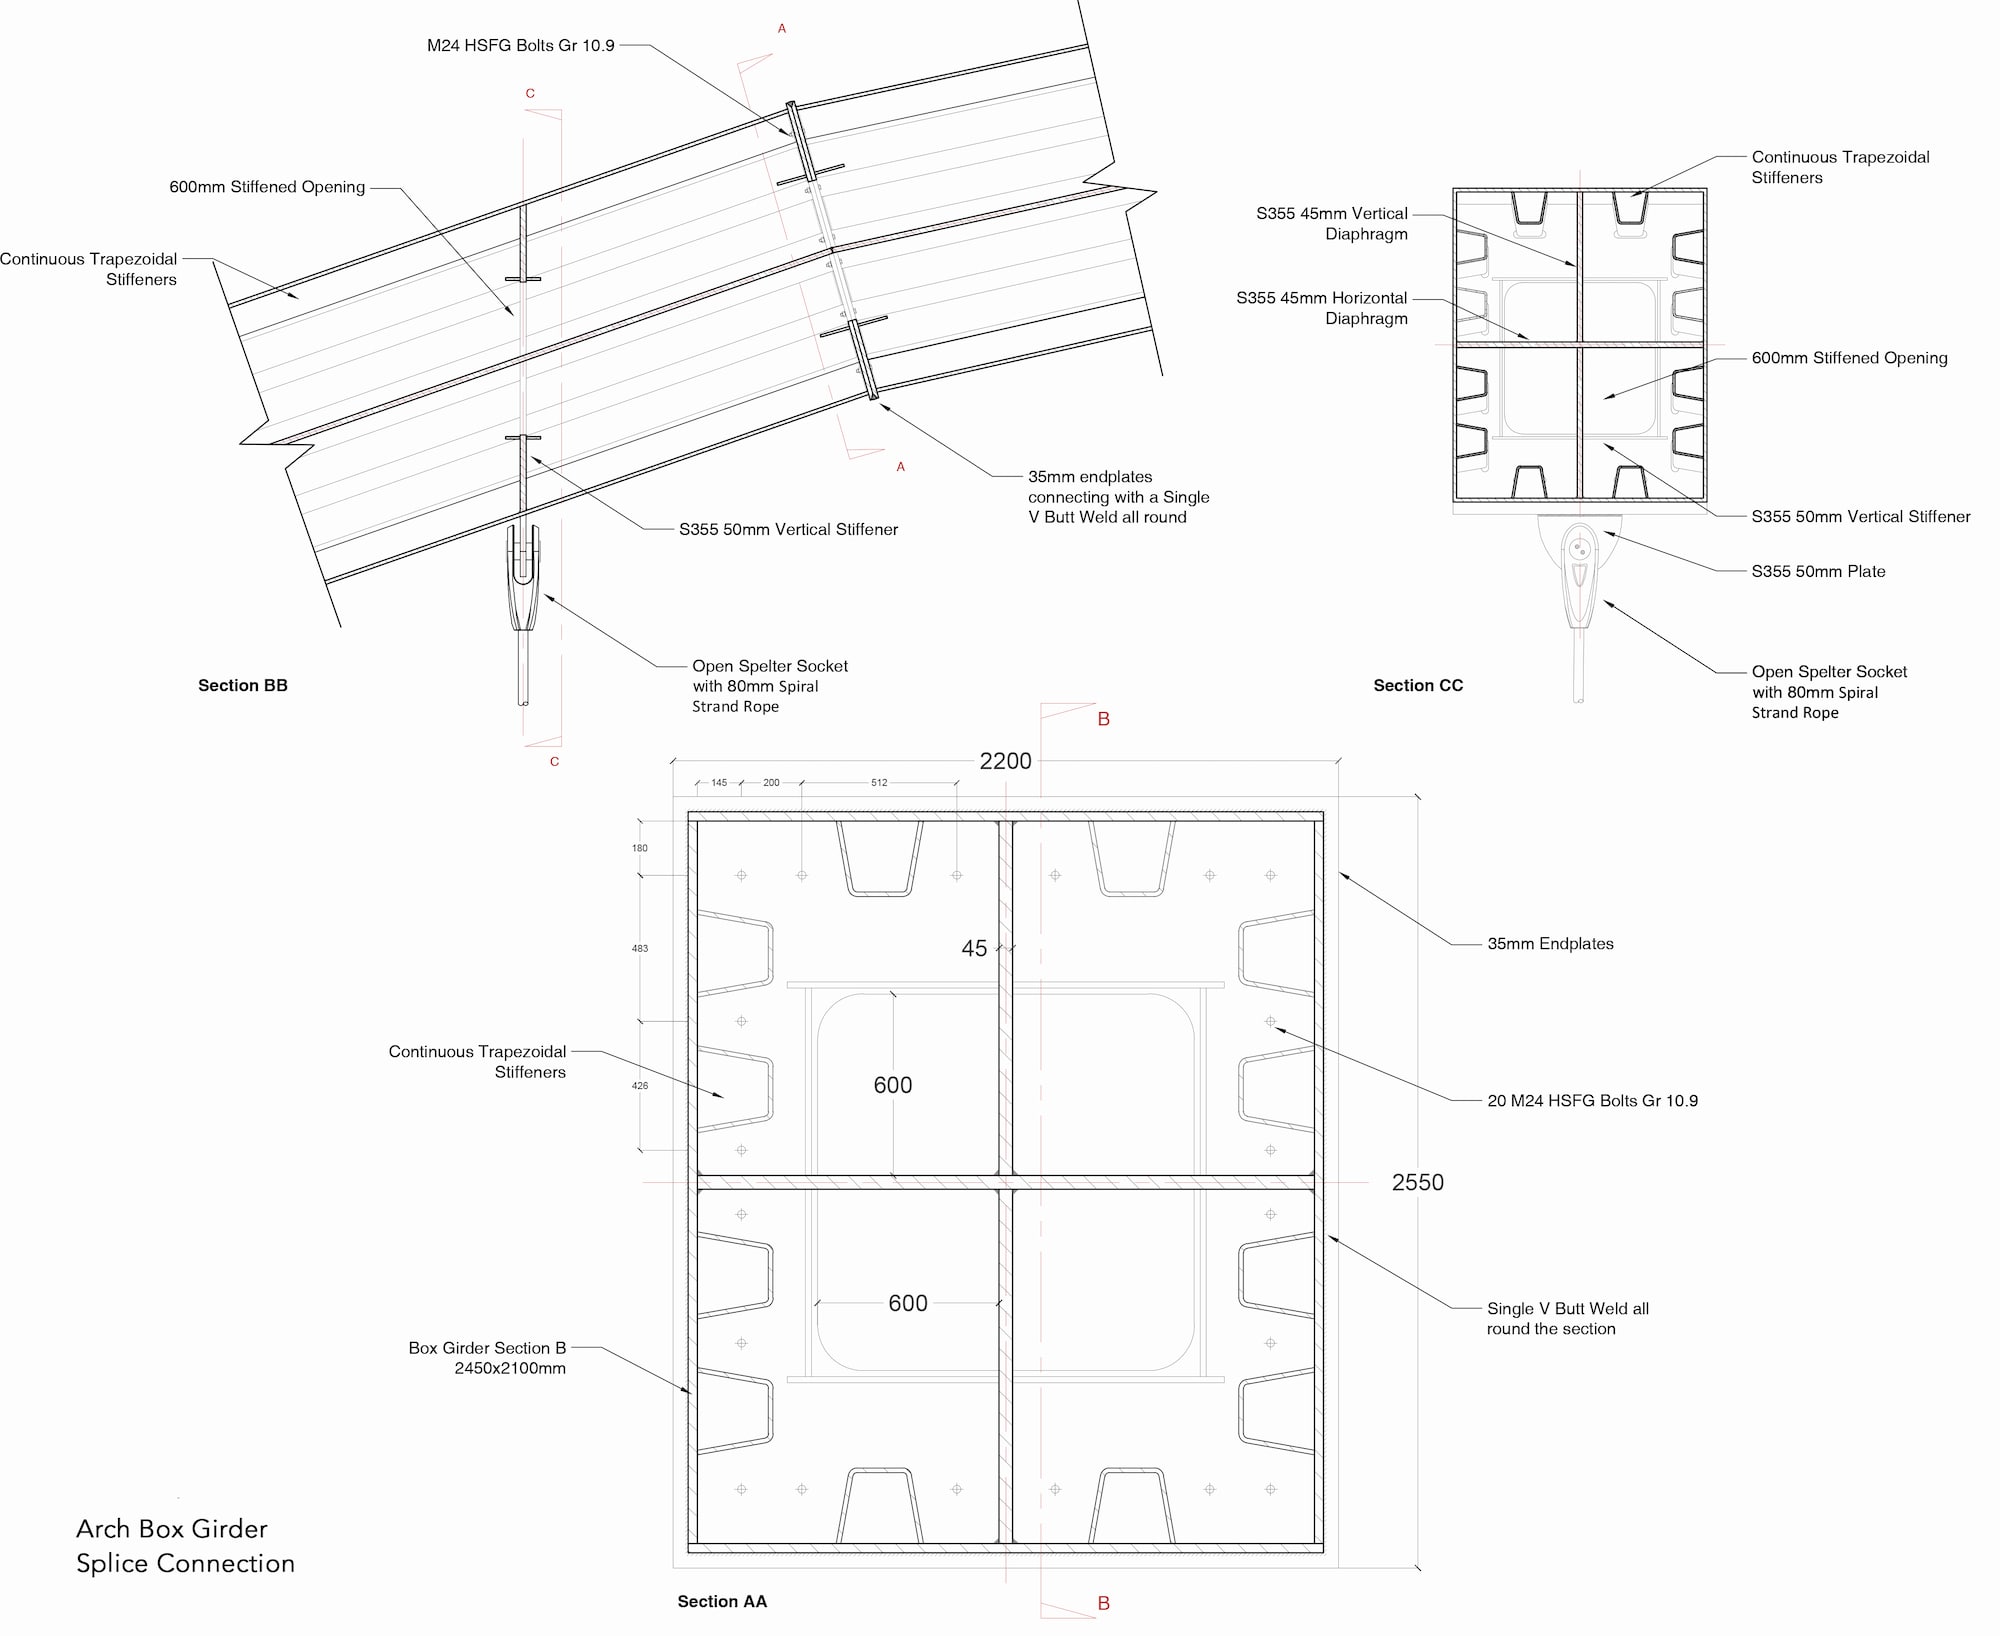 A
M24 HSFG Bolts Gr 10.9
C
600mm Stiffened Opening
Continuous Trapezoidal
Stiffeners
A
35mm endplates
connecting with a Single
V Butt Weld all round
S355 50mm Vertical Stiffener
Open Spelter Socket
with 80mm Spiral
Strand Rope
Section BB
C
Continuous Trapezoidal
Stiffeners
S355 45mm Vertical
Diaphragm
S355 45mm Horizontal
Diaphragm
600mm Stiffened Opening
S355 50mm Vertical Stiffener
S355 50mm Plate
Open Spelter Socket
with 80mm Spiral
Strand Rope
Section CC
B
2200
145
200
512
180
483
426
45
600
600
2550
35mm Endplates
Continuous Trapezoidal
Stiffeners
20 M24 HSFG Bolts Gr 10.9
Single V Butt Weld all
round the section
Box Girder Section B
2450x2100mm
Section AA
B
Arch Box Girder
Splice Connection